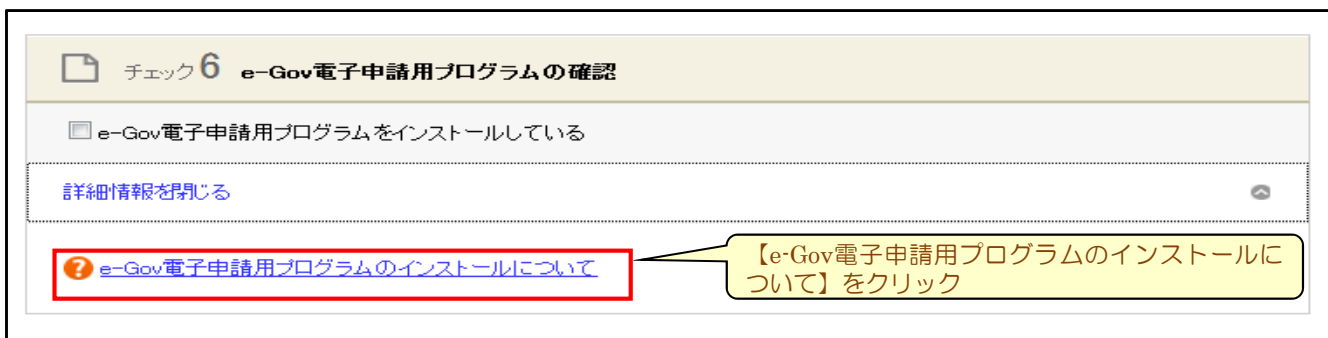 チェック6 e-Gov電子申請用プログラムの確認
e-Gov電子申請用プログラムをインストールしている
詳細情報を閉じる
? e-Gov電子申請用プログラムのインストールについて
【e-Gov電子申請用プログラムのインストールに
ついて】をクリック